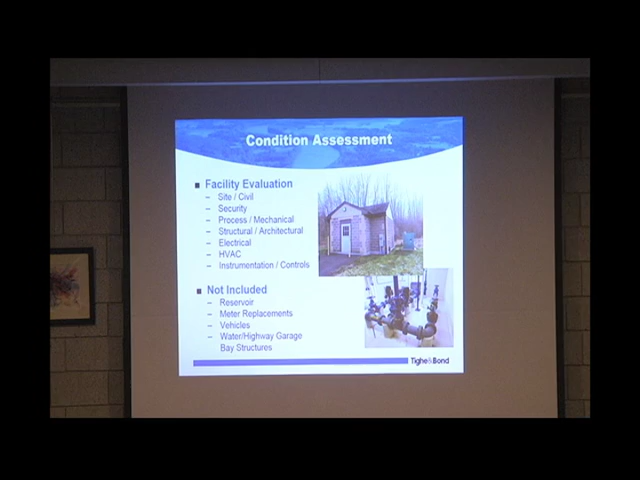 Condition Assessment
■ Facility Evaluation
– Site / Civil
– Security
– Process / Mechanical
– Structural / Architectural
– Electrical
– HVAC
– Instrumentation / Controls
■ Not Included
– Reservoir
– Meter Replacements
– Vehicles
– Water/Highway Garage
Bay Structures
Tighe&Bond